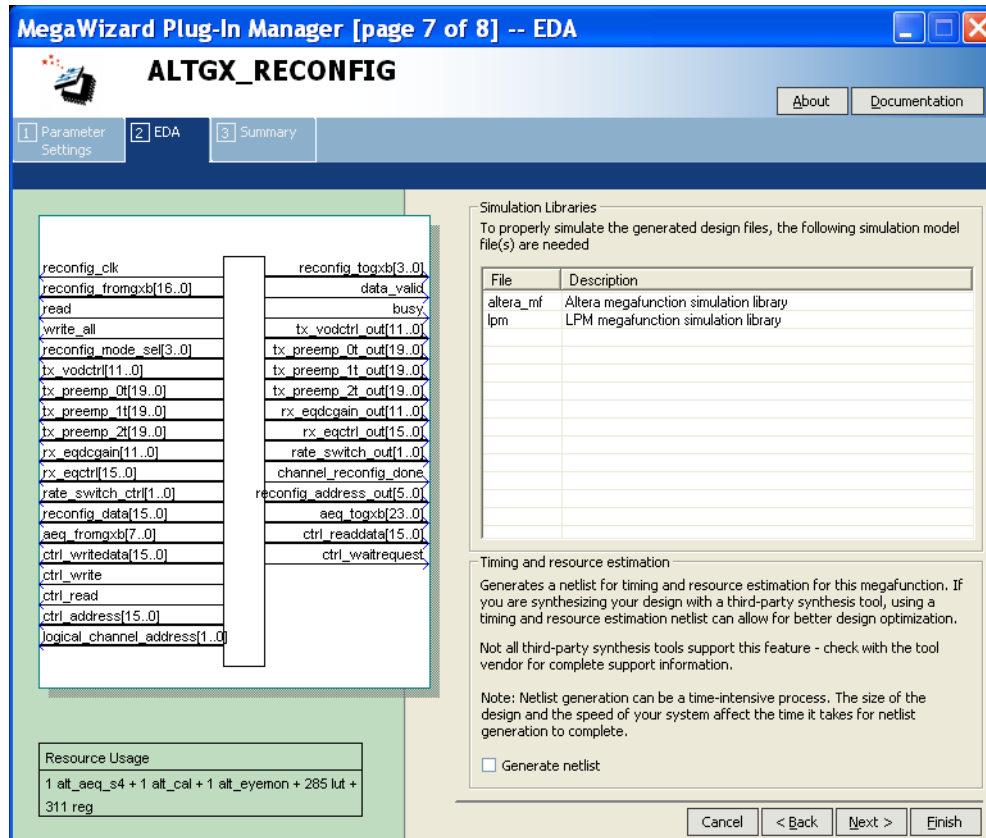 MegaWizard Plug-In Manager [page 7 of 8] -- EDA
ALTGX_RECONFIG
About
Documentation
1 Parameter Settings
2 EDA
3 Summary
reconfig_clk
reconfig_fromgxb[16..0]
read
write_all
reconfig_mode_sel[3..0]
tx_vodctrl[11..0]
tx_preemp_0t[19..0]
tx_preemp_1t[19..0]
tx_preemp_2t[19..0]
rx_eqdcgain[11..0]
rx_eqctrl[15..0]
rate_switch_ctrl[1..0]
reconfig_data[15..0]
aeq_fromgxb[7..0]
ctrl_writedata[15..0]
ctrl_write
ctrl_read
ctrl_address[15..0]
logical_channel_address[1..0]
reconfig_togxb[3..0]
data_valid
busy
tx_vodctrl_out[11..0]
tx_preemp_0t_out[19..0]
tx_preemp_1t_out[19..0]
tx_preemp_2t_out[19..0]
rx_eqdcgain_out[11..0]
rx_eqctrl_out[15..0]
rate_switch_out[1..0]
channel_reconfig_done
reconfig_address_out[5..0]
aeq_togxb[23..0]
ctrl_readdata[15..0]
ctrl_waitrequest
Resource Usage
1 alt_aeq_s4 + 1 alt_cal + 1 alt_eyemon + 285 lut +
311 reg
Simulation Libraries
To properly simulate the generated design files, the following simulation model
file(s) are needed
File Description
altera_mf Altera megafunction simulation library
lpm LPM megafunction simulation library
Timing and resource estimation
Generates a netlist for timing and resource estimation for this megafunction. If
you are synthesizing your design with a third-party synthesis tool, using a
timing and resource estimation netlist can allow for better design optimization.
Not all third-party synthesis tools support this feature - check with the tool
vendor for complete support information.
Note: Netlist generation can be a time-intensive process. The size of the
design and the speed of your system affect the time it takes for netlist
generation to complete.
Generate netlist
Cancel
< Back
Next >
Finish